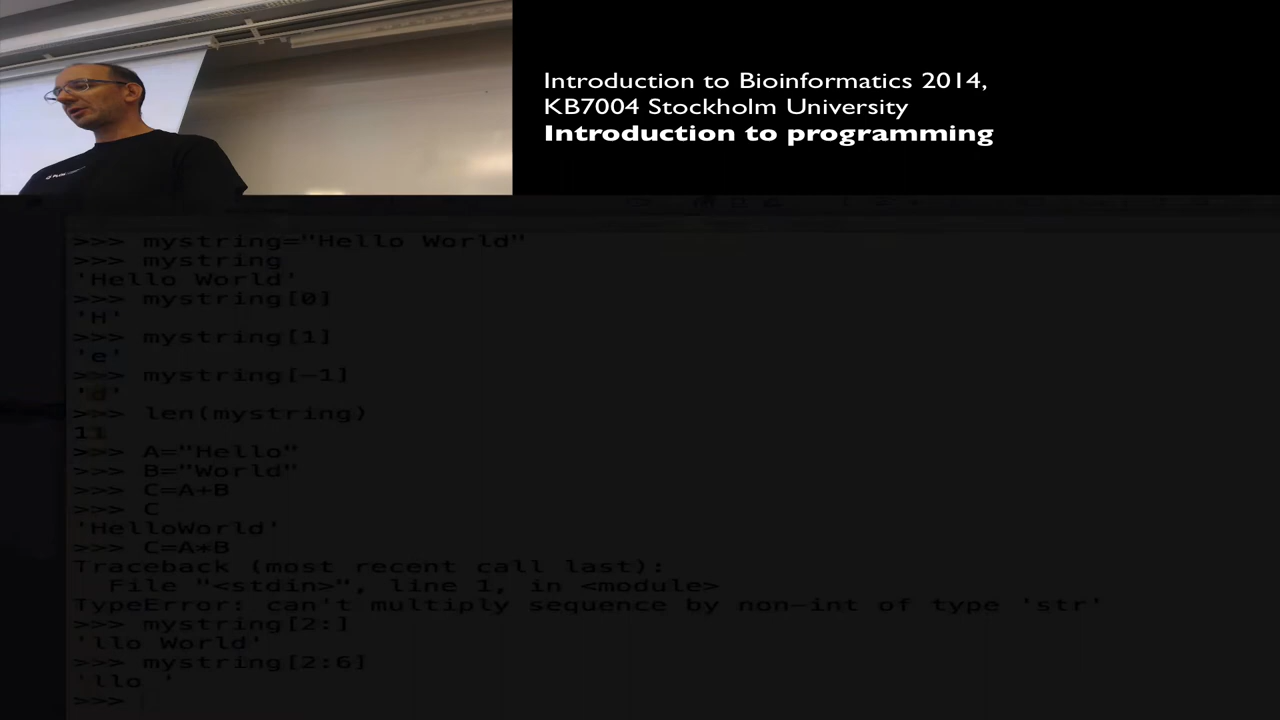 Introduction to Bioinformatics 2014,
KB7004 Stockholm University
Introduction to programming
>>> mystring="Hello World"
>>> mystring
'Hello World'
>>> mystring[0]
'H'
>>> mystring[1]
'e'
>>> mystring[-1]
'd'
>>> len(mystring)
11
>>> A="Hello"
>>> B="World"
>>> C=A+B
>>> C
'HelloWorld'
>>> C=A*B
Traceback (most recent call last):
  File "<stdin>", line 1, in <module>
TypeError: can't multiply sequence by non-int of type 'str'
>>> mystring[2:]
'llo World'
>>> mystring[2:6]
'llo '
>>>